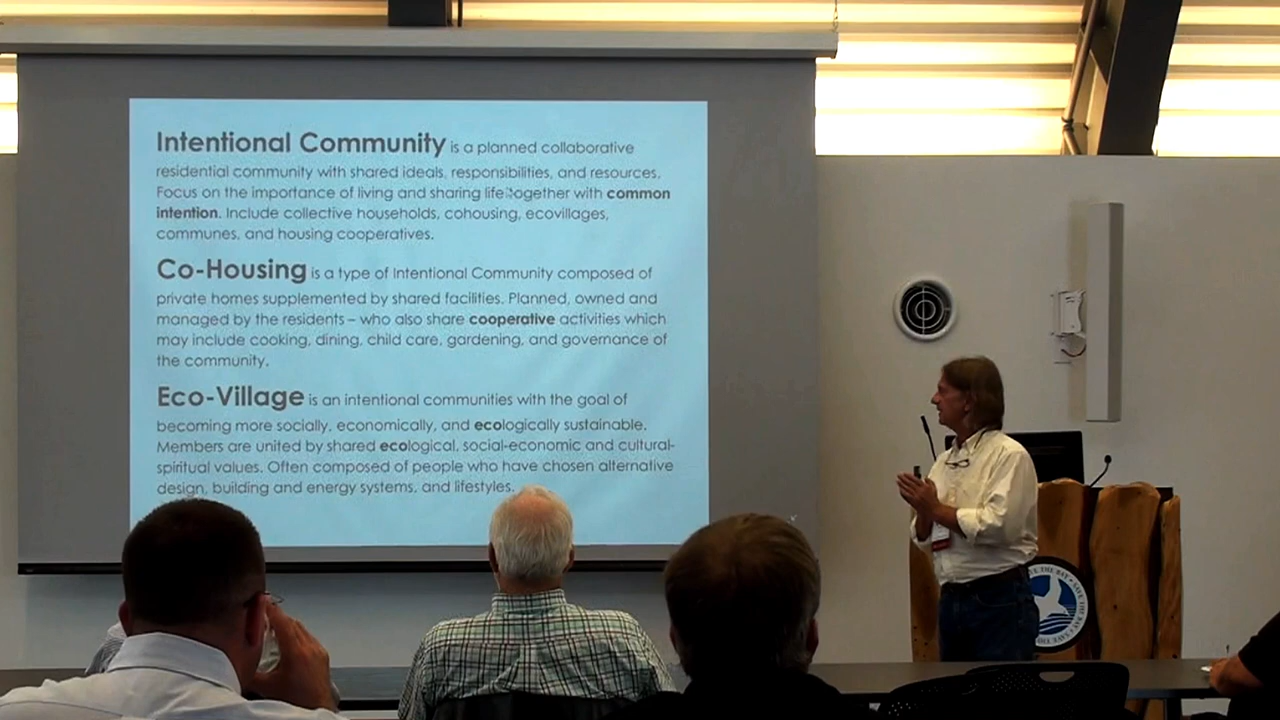 Intentional Community is a planned collaborative
residential community with shared ideals, responsibilities, and resources.
Focus on the importance of living and sharing life together with common
intention. Include collective households, cohousing, ecovillages,
communes, and housing cooperatives.
Co-Housing is a type of Intentional Community composed of
private homes supplemented by shared facilities. Planned, owned and
managed by the residents – who also share cooperative activities which
may include cooking, dining, child care, gardening, and governance of
the community.
Eco-Village is an intentional communities with the goal of
becoming more socially, economically, and ecologically sustainable.
Members are united by shared ecological, social-economic and cultural-
spiritual values. Often composed of people who have chosen alternative
design, building and energy systems, and lifestyles.
SAVE THE BAY